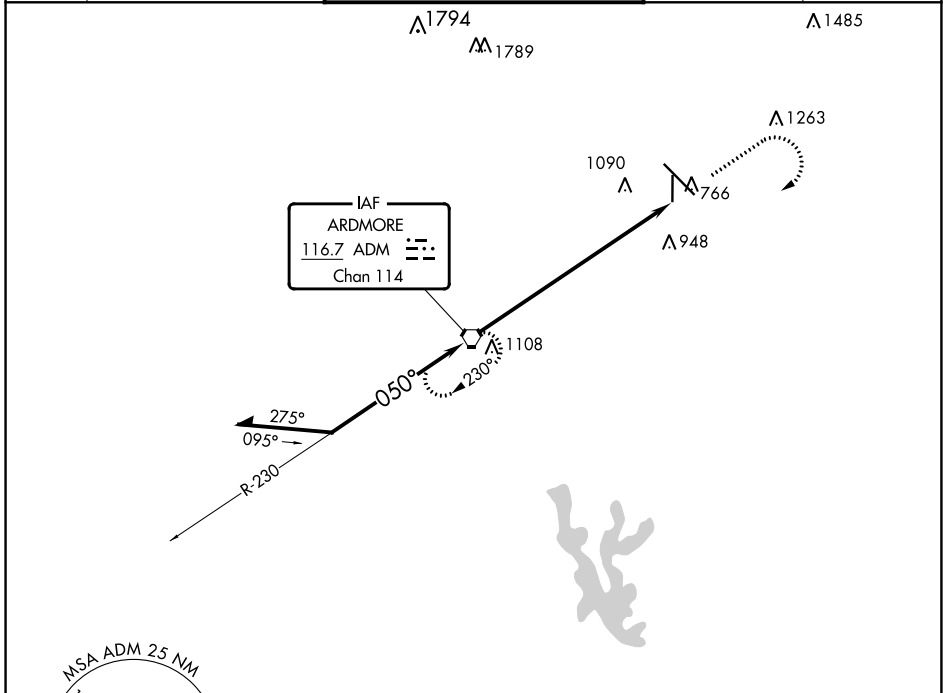 1794
1485
1789
1263
1090
766
IAF
ARDMORE
116.7 ADM
Chan 114
948
1108
230°
050°
275°
095°
R-230
MSA ADM 25 NM